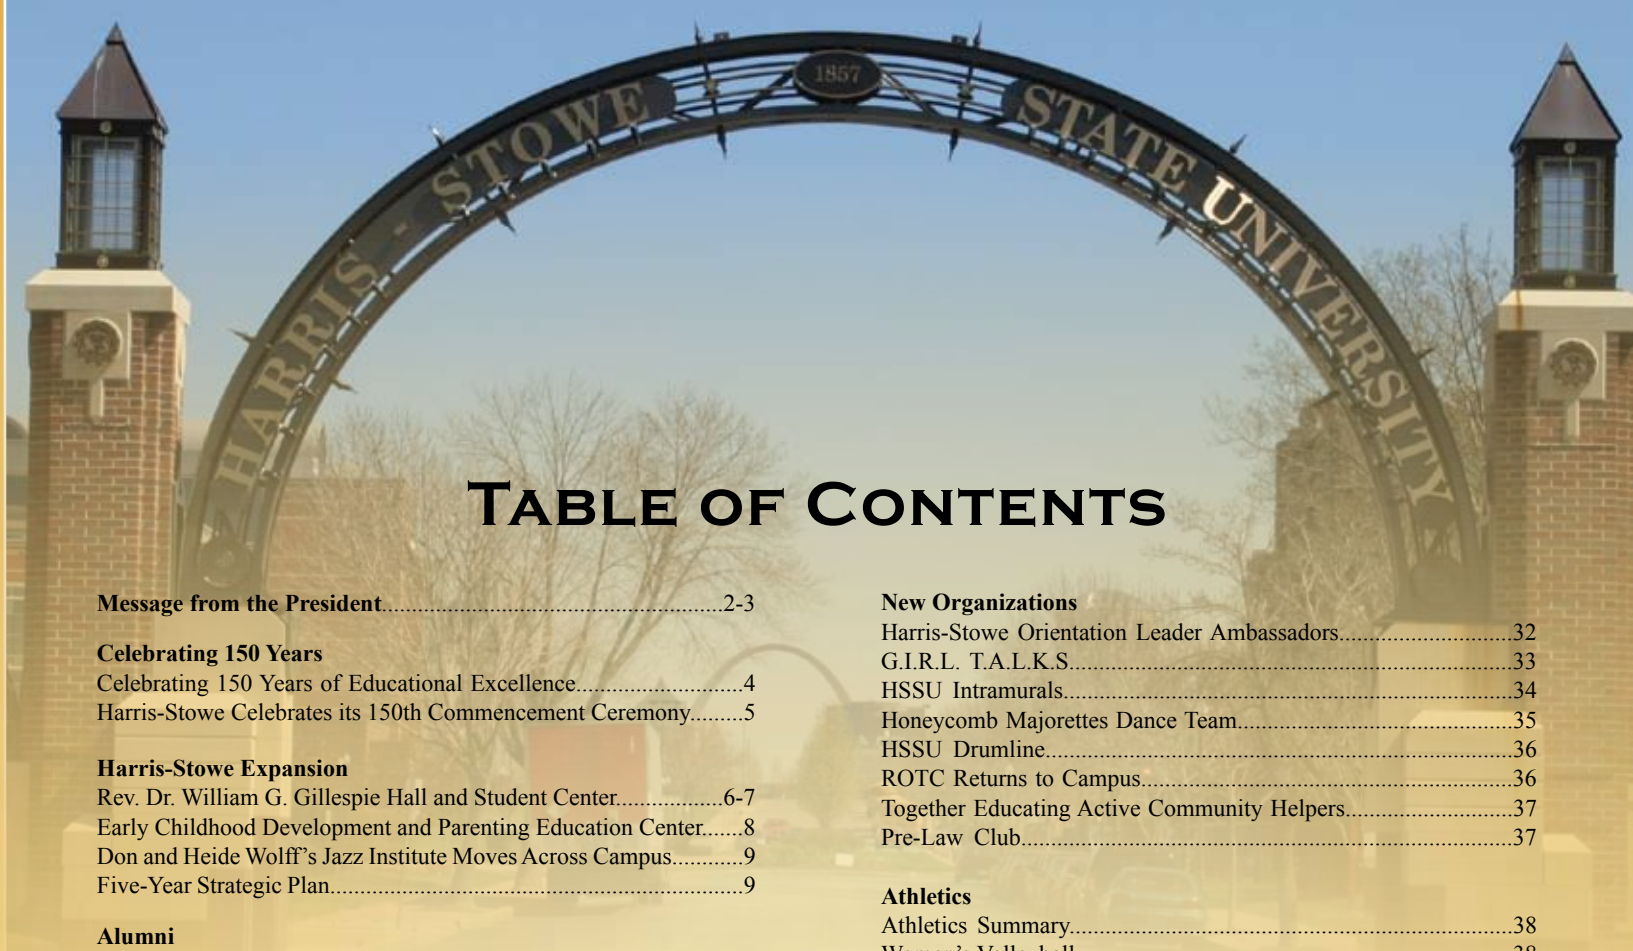 HARRIS - STOWE 1857 STATE UNIVERSITY
TABLE OF CONTENTS
Message from the President..........................................................2-3
Celebrating 150 Years
Celebrating 150 Years of Educational Excellence............................4
Harris-Stowe Celebrates its 150th Commencement Ceremony.........5
Harris-Stowe Expansion
Rev. Dr. William G. Gillespie Hall and Student Center..................6-7
Early Childhood Development and Parenting Education Center.......8
Don and Heide Wolff's Jazz Institute Moves Across Campus............9
Five-Year Strategic Plan......................................................................9
Alumni
New Organizations
Harris-Stowe Orientation Leader Ambassadors.............................32
G.I.R.L. T.A.L.K.S...........................................................................33
HSSU Intramurals............................................................................34
Honeycomb Majorettes Dance Team...............................................35
HSSU Drumline...............................................................................36
ROTC Returns to Campus...............................................................36
Together Educating Active Community Helpers............................37
Pre-Law Club...................................................................................37
Athletics
Athletics Summary...........................................................................38